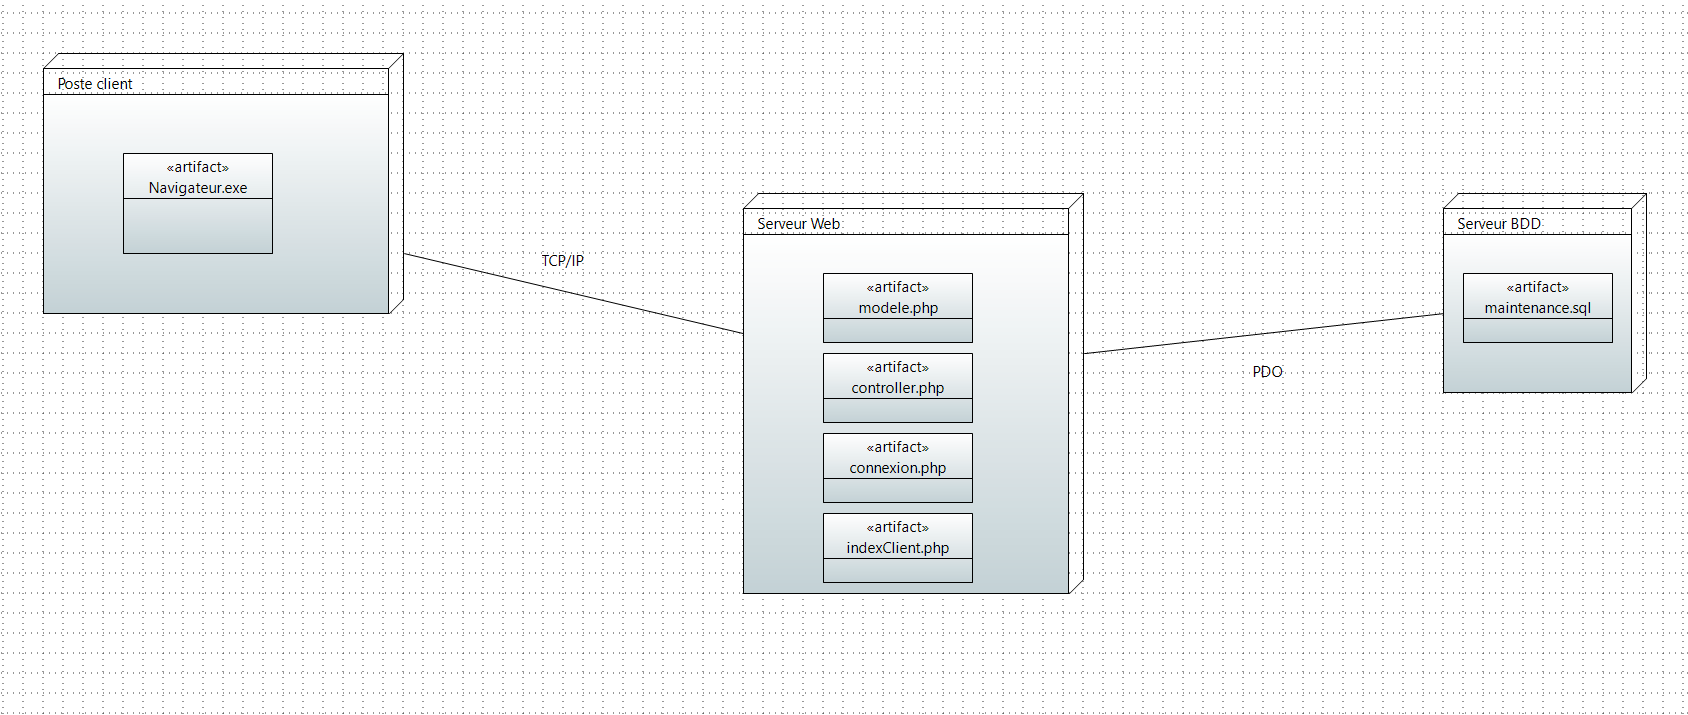 Poste client
«artifact»
Navigateur.exe
TCP/IP
Serveur Web
«artifact»
modele.php
«artifact»
controller.php
«artifact»
connexion.php
«artifact»
indexClient.php
PDO
Serveur BDD
«artifact»
maintenance.sql